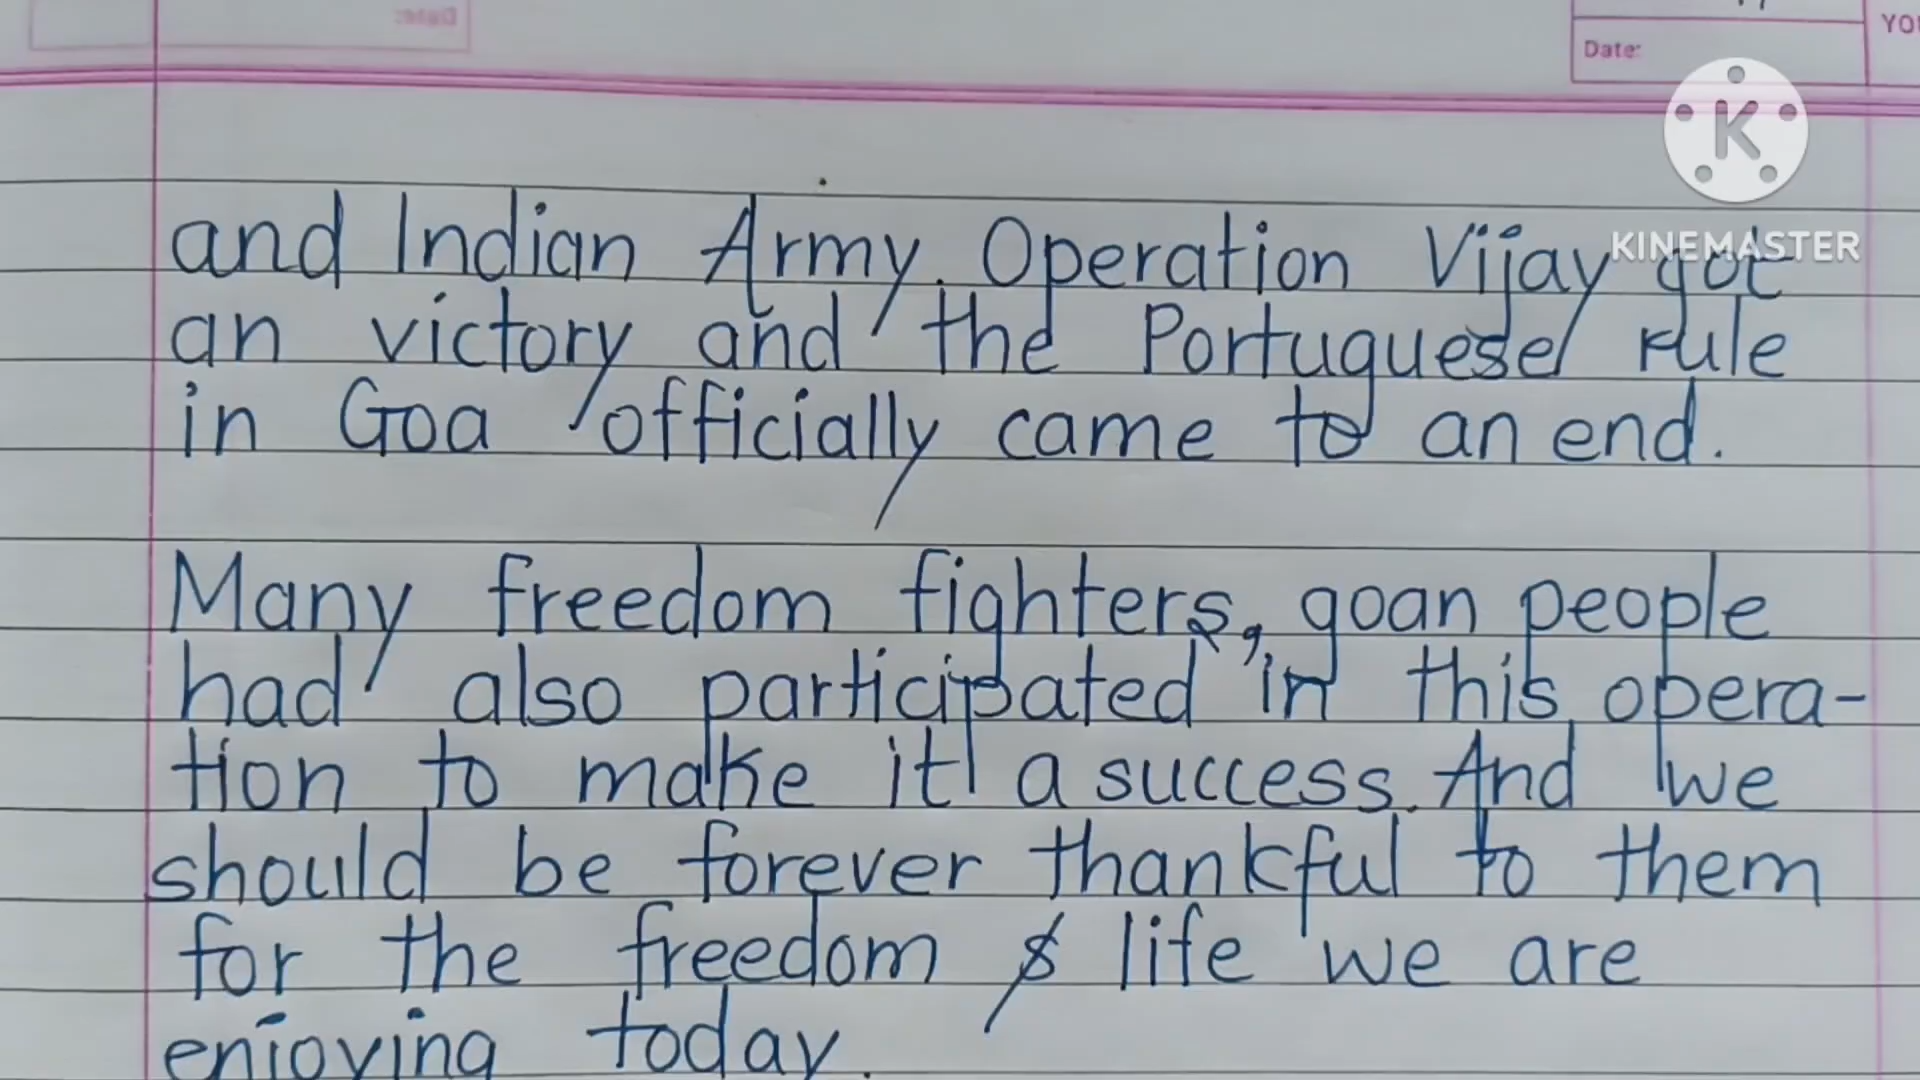 Date:
Date:
YOU
KINEMASTER
and Indian Army. Operation Vijay got
an victory and the Portuguese rule
in Goa officially came to an end.
Many freedom fighters, goan people
had also participated in this opera-
tion to make it a success. And we
should be forever thankful to them
for the freedom & life we are
enjoying today.